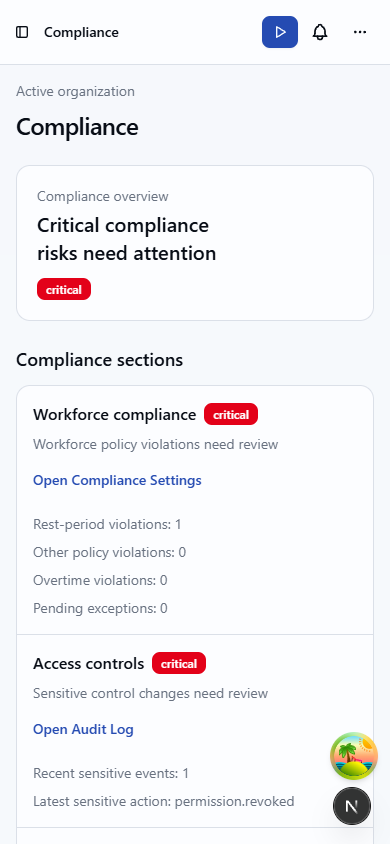 Compliance
Active organization
Compliance
Compliance overview
Critical compliance
risks need attention
critical
Compliance sections
Workforce compliance critical
Workforce policy violations need review
Open Compliance Settings
Rest-period violations: 1
Other policy violations: 0
Overtime violations: 0
Pending exceptions: 0
Access controls critical
Sensitive control changes need review
Open Audit Log
Recent sensitive events: 1
Latest sensitive action: permission.revoked
N